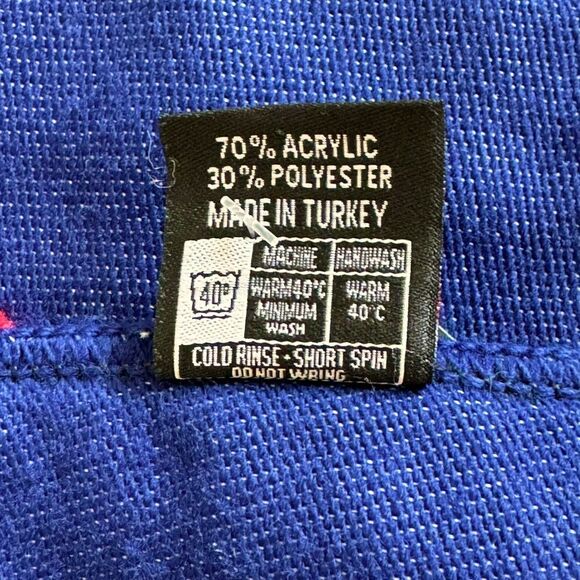 70% ACRYLIC
30% POLYESTER
MADE IN TURKEY
MACHINE HANDWASH
40° WARM 40°C WARM
MINIMUM 40°C
WASH
COLD RINSE • SHORT SPIN
DO NOT WRING